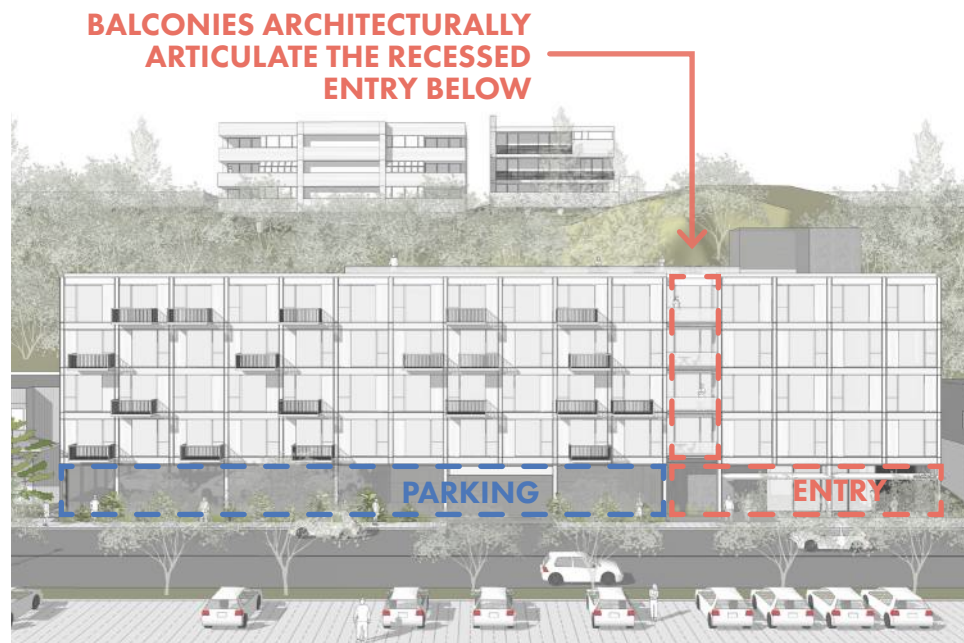 BALCONIES ARCHITECTURALLY
ARTICULATE THE RECESSED
ENTRY BELOW
PARKING
ENTRY